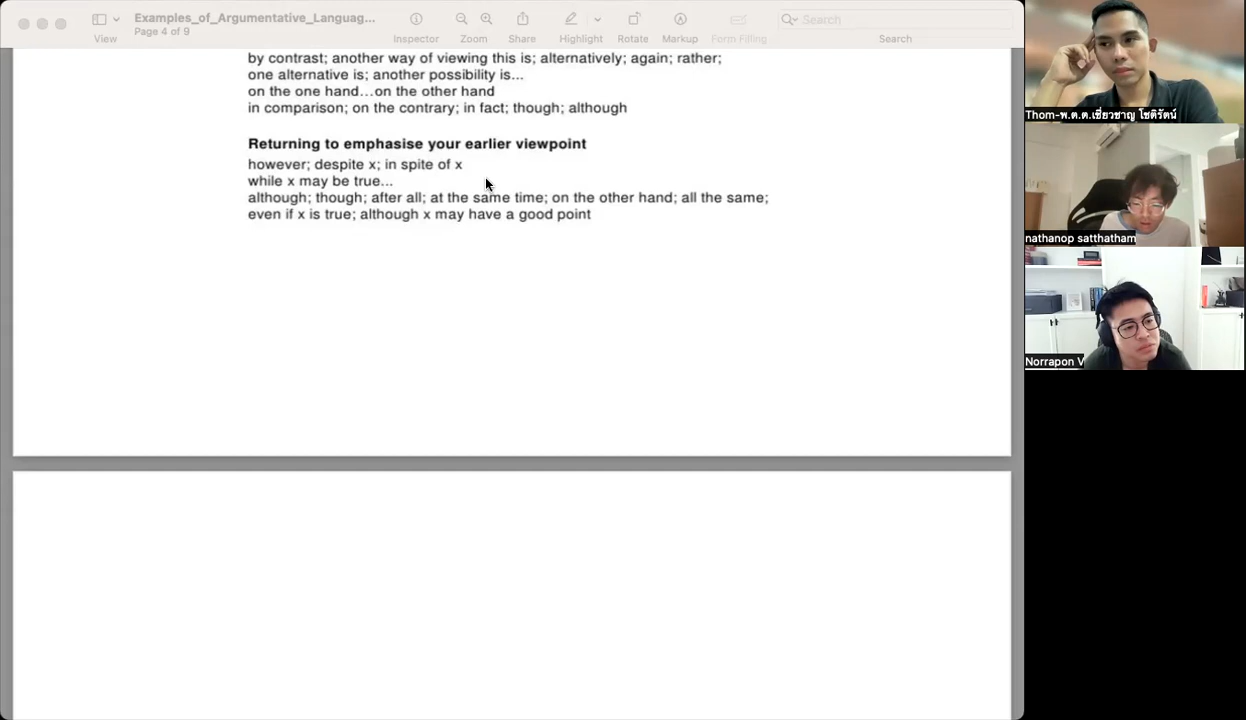 Examples_of_Argumentative_Languag...
Page 4 of 9
View
Inspector
Zoom
Share
Highlight
Rotate
Markup
Form Filling
Search
Search
by contrast; another way of viewing this is; alternatively; again; rather;
one alternative is; another possibility is...
on the one hand...on the other hand
in comparison; on the contrary; in fact; though; although
Returning to emphasise your earlier viewpoint
however; despite x; in spite of x
while x may be true...
although; though; after all; at the same time; on the other hand; all the same;
even if x is true; although x may have a good point
Thom-พ.ต.ต.เชี่ยวชาญ โชติรัตน์
nathanop satthatham
Norrapon V